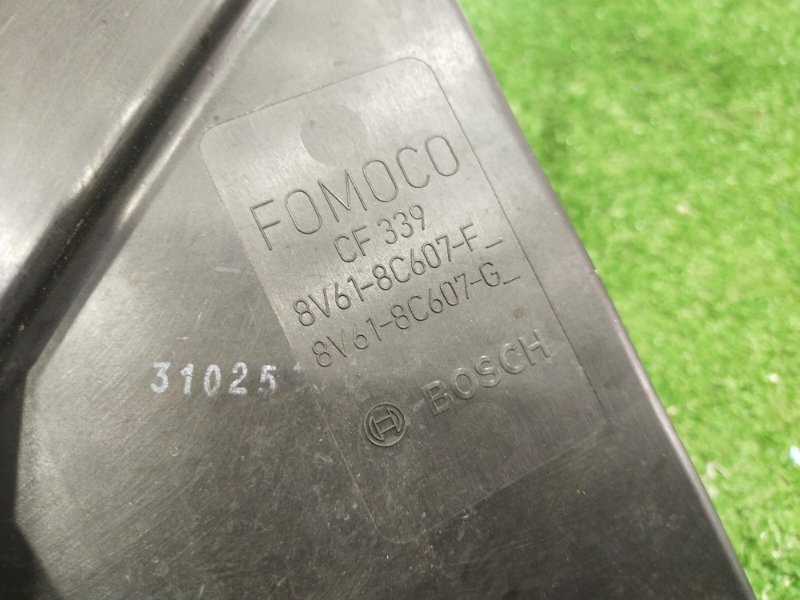 FOMOCO
CF 339
8V61-8C607-F_
8V61-8C607-G_
BOSCH
31025